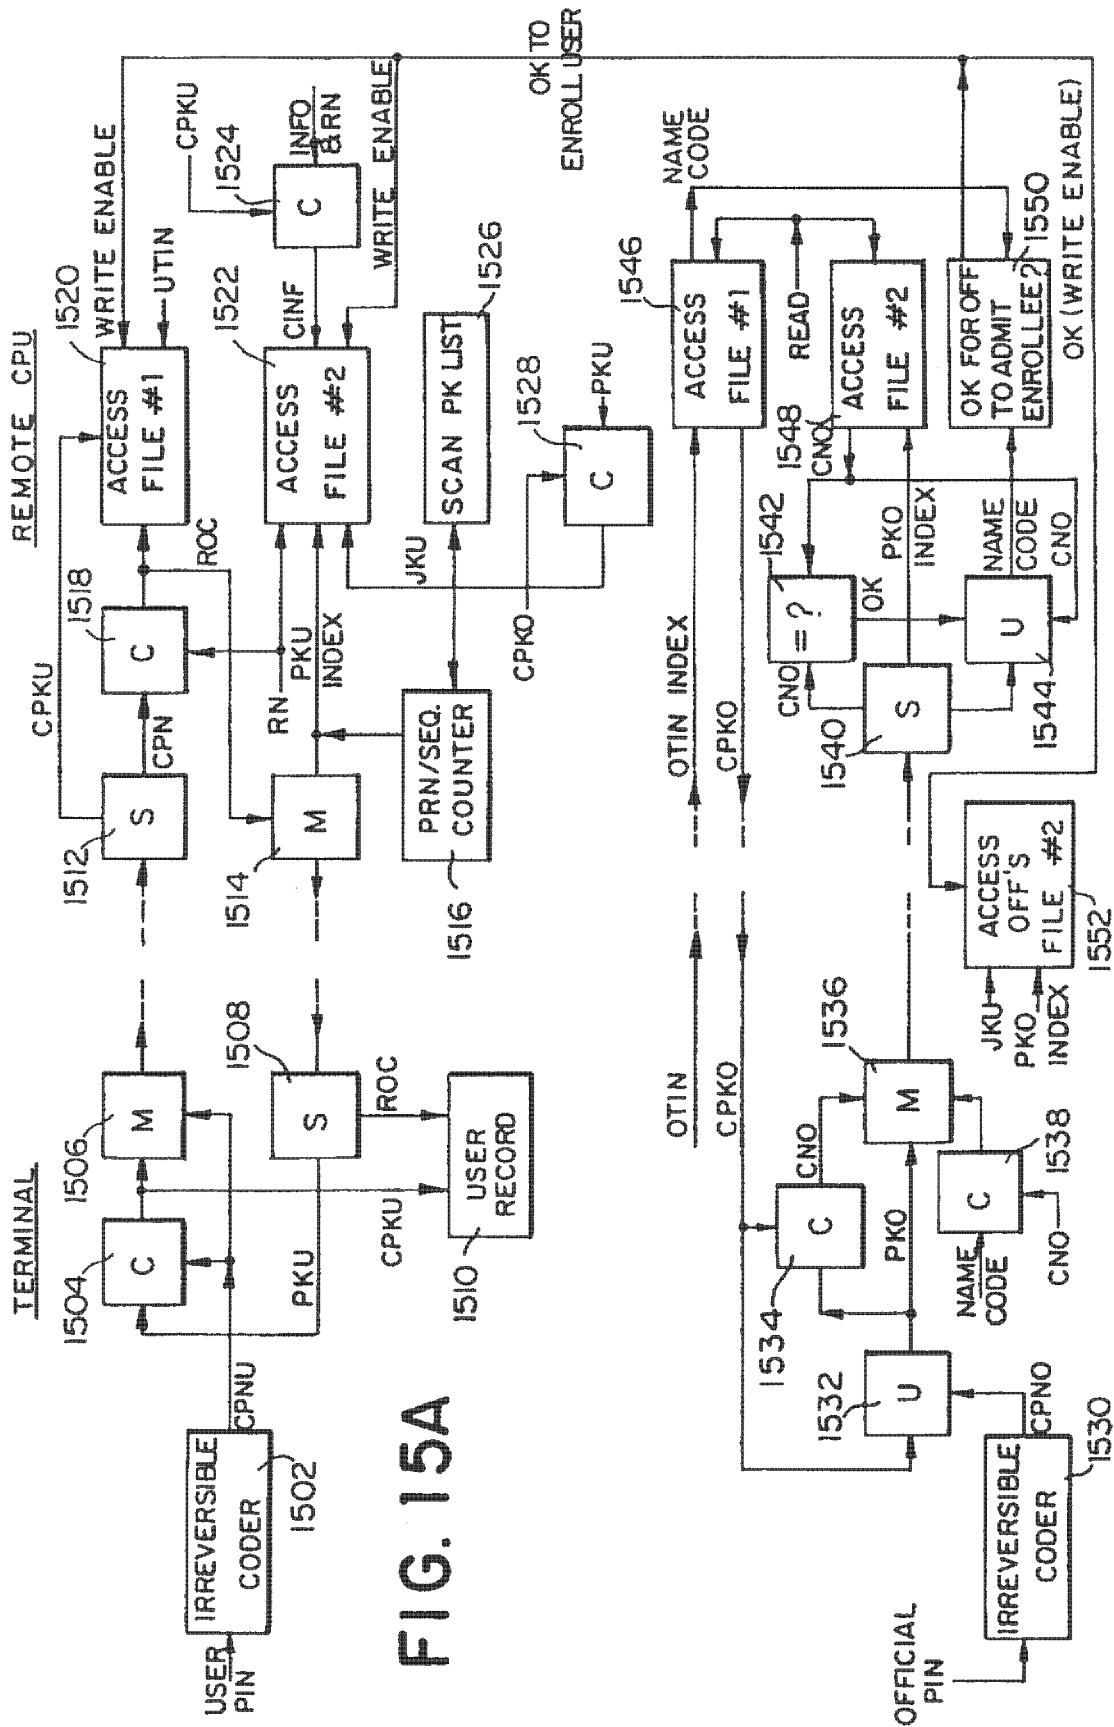 TERMINAL
REMOTE CPU
USER
PIN
IRREVERSIBLE
CODER
1502
CPNU
1504
C
1506
M
PKU
CPKU
1508
S
ROC
1510
USER
RECORD
1512
S
CPKU
CPN
1514
M
1516
PRN/SEQ.
COUNTER
1518
C
ROC
RN
PKU
INDEX
1520
ACCESS
FILE #1
WRITE ENABLE
UTIN
1522
ACCESS
FILE #2
CINF
CPKU
1524
C
INFO
&RN
WRITE ENABLE
JKU
SCAN PK LIST
1526
CPKO
1528
C
PKU
OK TO
ENROLL USER
FIG. 15A
OFFICIAL
PIN
IRREVERSIBLE
CODER
1530
CPNO
1532
U
1534
C
CNO
PKO
1536
M
NAME
CODE
C
1538
CNO
OTIN
CPKO
OTIN INDEX
CPKO
JKU
PKO
INDEX
ACCESS
OFF'S
FILE #2
1552
1540
S
CNO
1542
= ?
OK
1544
U
PKO
INDEX
NAME
CODE
CNO
1546
ACCESS
FILE #1
NAME
CODE
READ
1548
CNO
ACCESS
FILE #2
OK FOR OFF
TO ADMIT
ENROLLEE?
1550
OK (WRITE ENABLE)